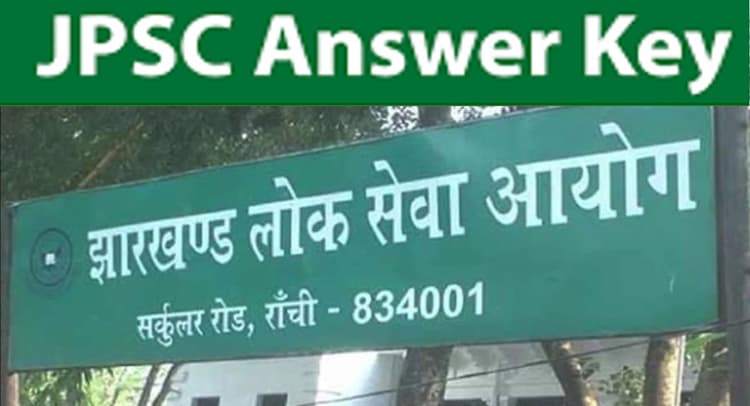 JPSC Answer Key
झारखण्ड लोक सेवा आयोग
सर्कुलर रोड, राँची - 834001